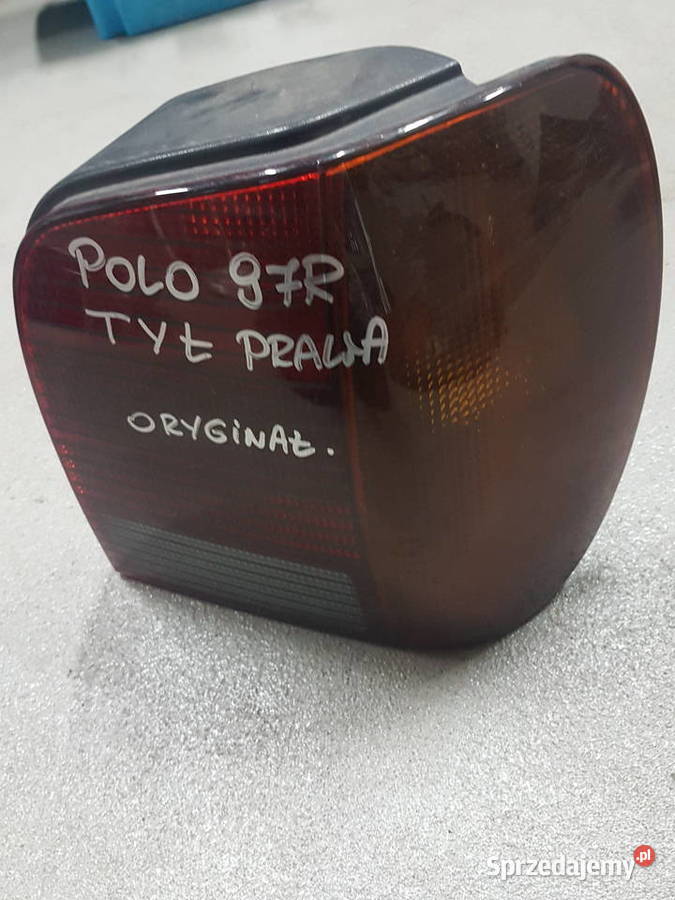 POLO 97R
TYŁ PRAWA
ORYGINAŁ.
Sprzedajemy.pl